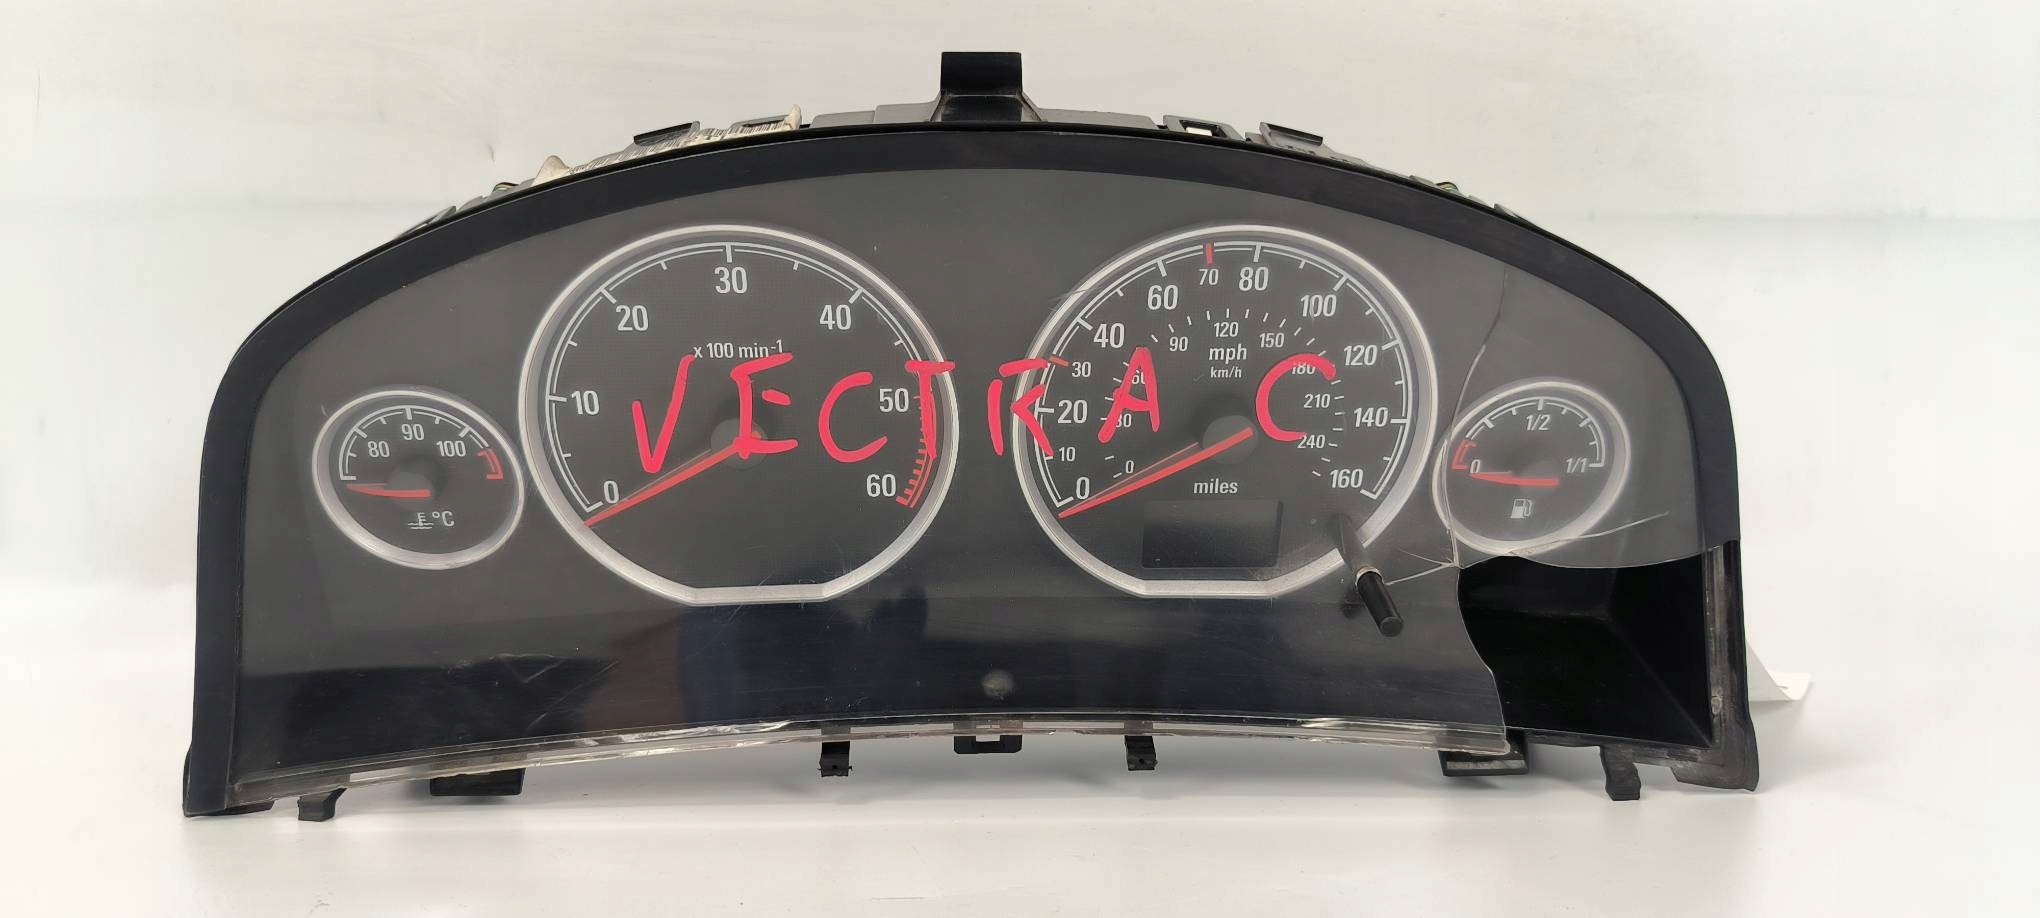 VECTRA C
80 90 100
°C
0 10 20 30 40 50 60
x 100 min-1
0 10 20 30 40 60 70 80 100 120 140 160
mph
km/h
0 30 60 90 120 150 180 210 240
miles
0 1/2 1/1